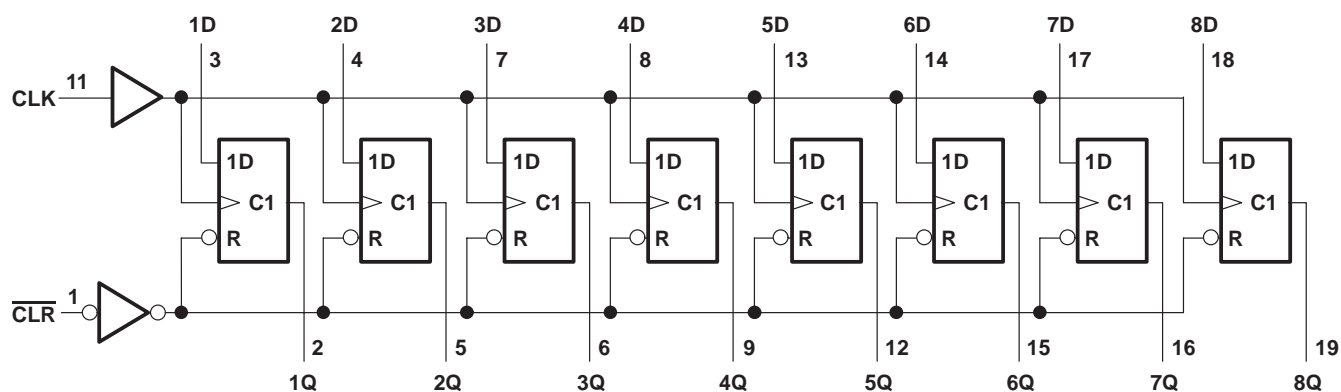 1D 2D 3D 4D 5D 6D 7D 8D
3 4 7 8 13 14 17 18
CLK 11
1D 1D 1D 1D 1D 1D 1D 1D
C1 C1 C1 C1 C1 C1 C1 C1
R R R R R R R R
CLR 1
2 5 6 9 12 15 16 19
1Q 2Q 3Q 4Q 5Q 6Q 7Q 8Q